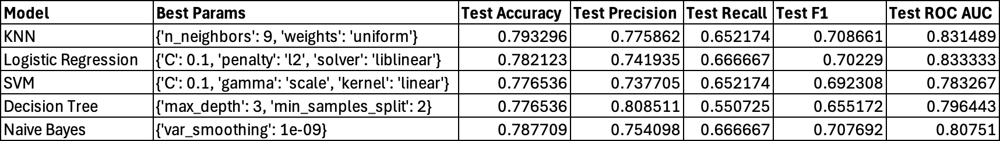 Model Best Params Test Accuracy Test Precision Test Recall Test F1 Test ROC AUC
KNN {'n_neighbors': 9, 'weights': 'uniform'} 0.793296 0.775862 0.652174 0.708661 0.831489
Logistic Regression {'C': 0.1, 'penalty': 'l2', 'solver': 'liblinear'} 0.782123 0.741935 0.666667 0.70229 0.833333
SVM {'C': 0.1, 'gamma': 'scale', 'kernel': 'linear'} 0.776536 0.737705 0.652174 0.692308 0.783267
Decision Tree {'max_depth': 3, 'min_samples_split': 2} 0.776536 0.808511 0.550725 0.655172 0.796443
Naive Bayes {'var_smoothing': 1e-09} 0.787709 0.754098 0.666667 0.707692 0.80751